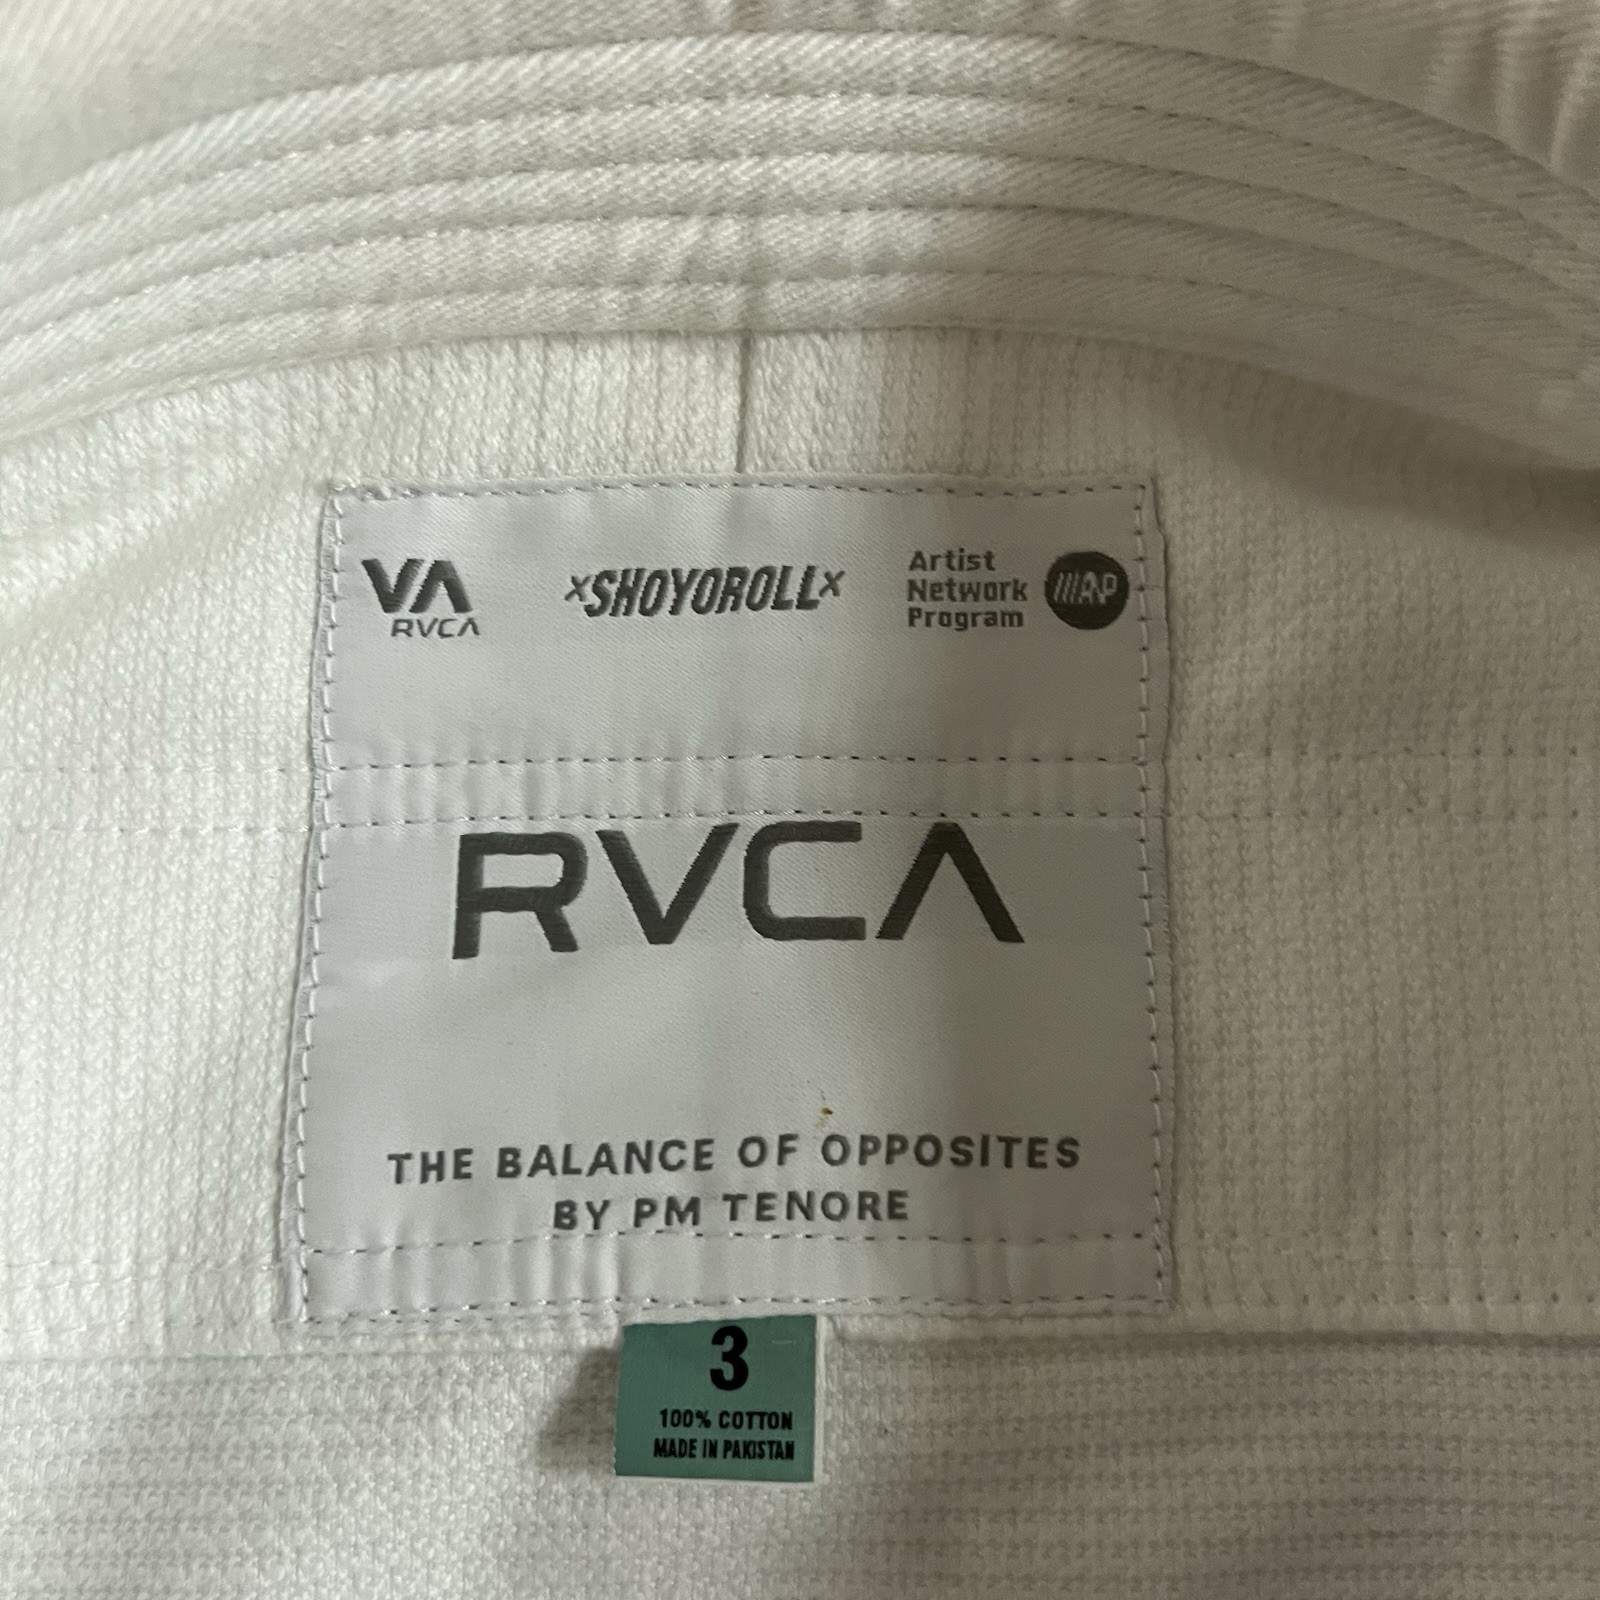 VA
RVCA
xSHOYOROLLx
Artist
Network
Program
ANP
RVCA
THE BALANCE OF OPPOSITES
BY PM TENORE
3
100% COTTON
MADE IN PAKISTAN